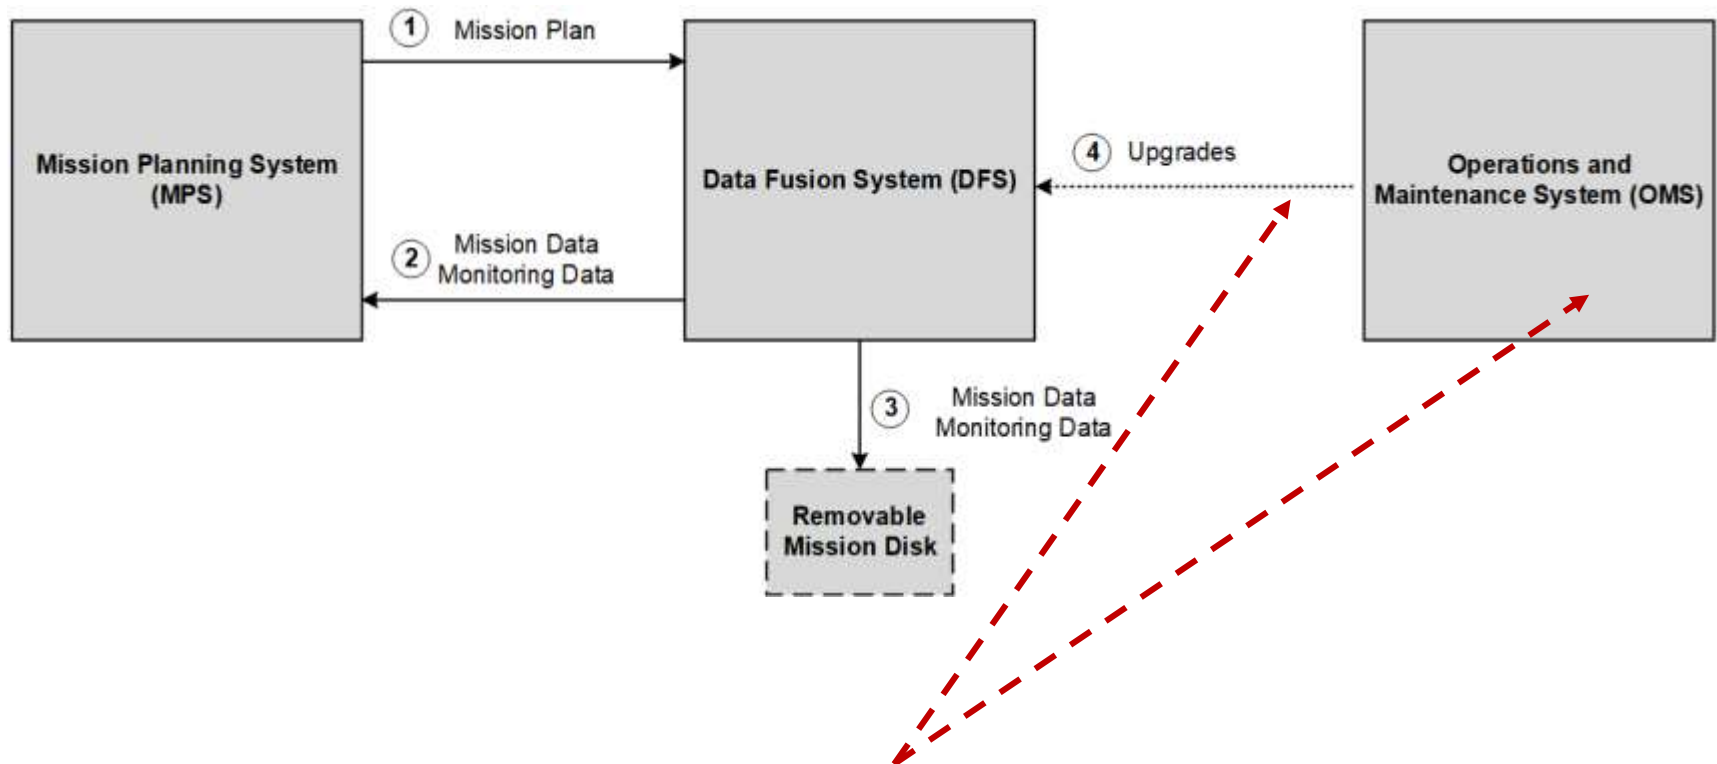 1 Mission Plan
Mission Planning System
(MPS)
2 Mission Data
Monitoring Data
Data Fusion System (DFS)
4 Upgrades
Operations and
Maintenance System (OMS)
3 Mission Data
Monitoring Data
Removable
Mission Disk